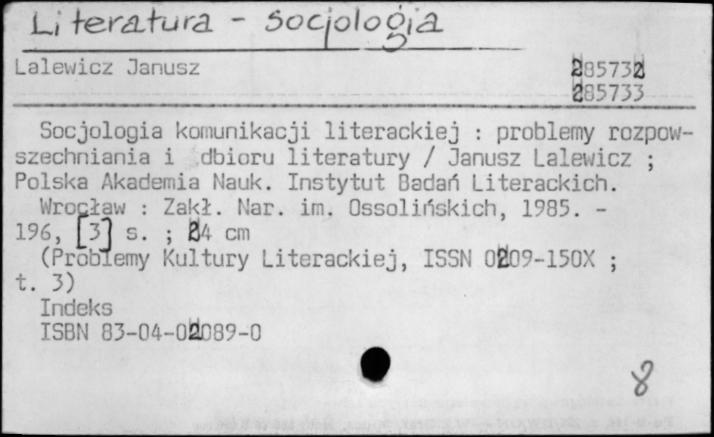 Literatura - socjologia
Lalewicz Janusz 285732
285733
Socjologia komunikacji literackiej : problemy rozpow-
szechniania i dbioru literatury / Janusz Lalewicz ;
Polska Akademia Nauk. Instytut Badań Literackich.
Wrocław : Zakł. Nar. im. Ossolińskich, 1985. -
196, [3] s. ; 24 cm
(Problemy Kultury Literackiej, ISSN 0209-150X ;
t. 3)
Indeks
ISBN 83-04-02089-0
8